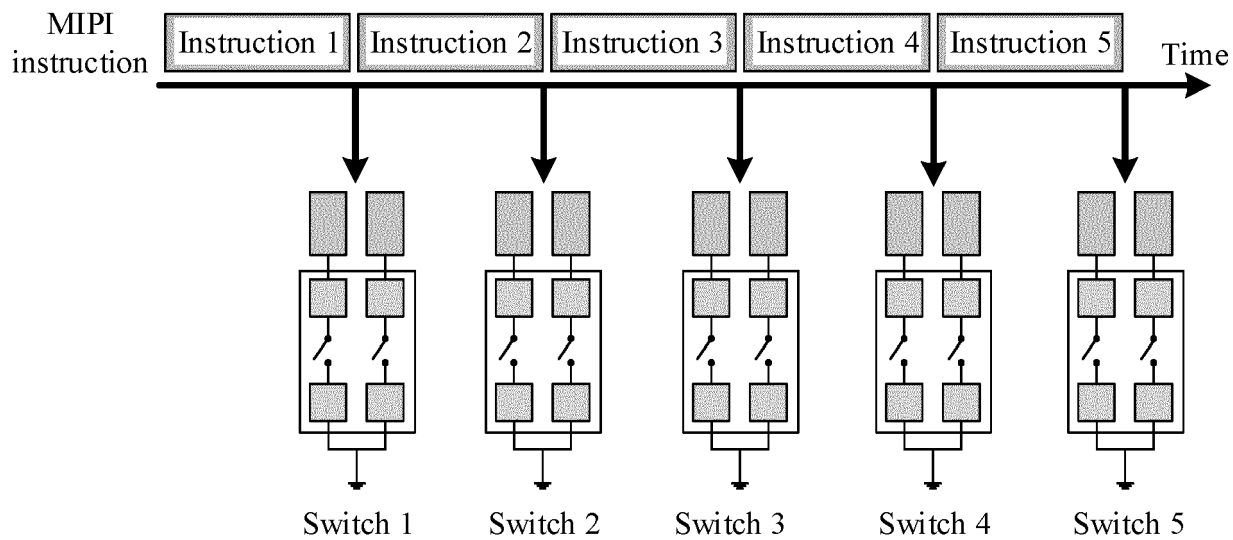 MIPI
instruction
Instruction 1
Instruction 2
Instruction 3
Instruction 4
Instruction 5
Time
Switch 1
Switch 2
Switch 3
Switch 4
Switch 5